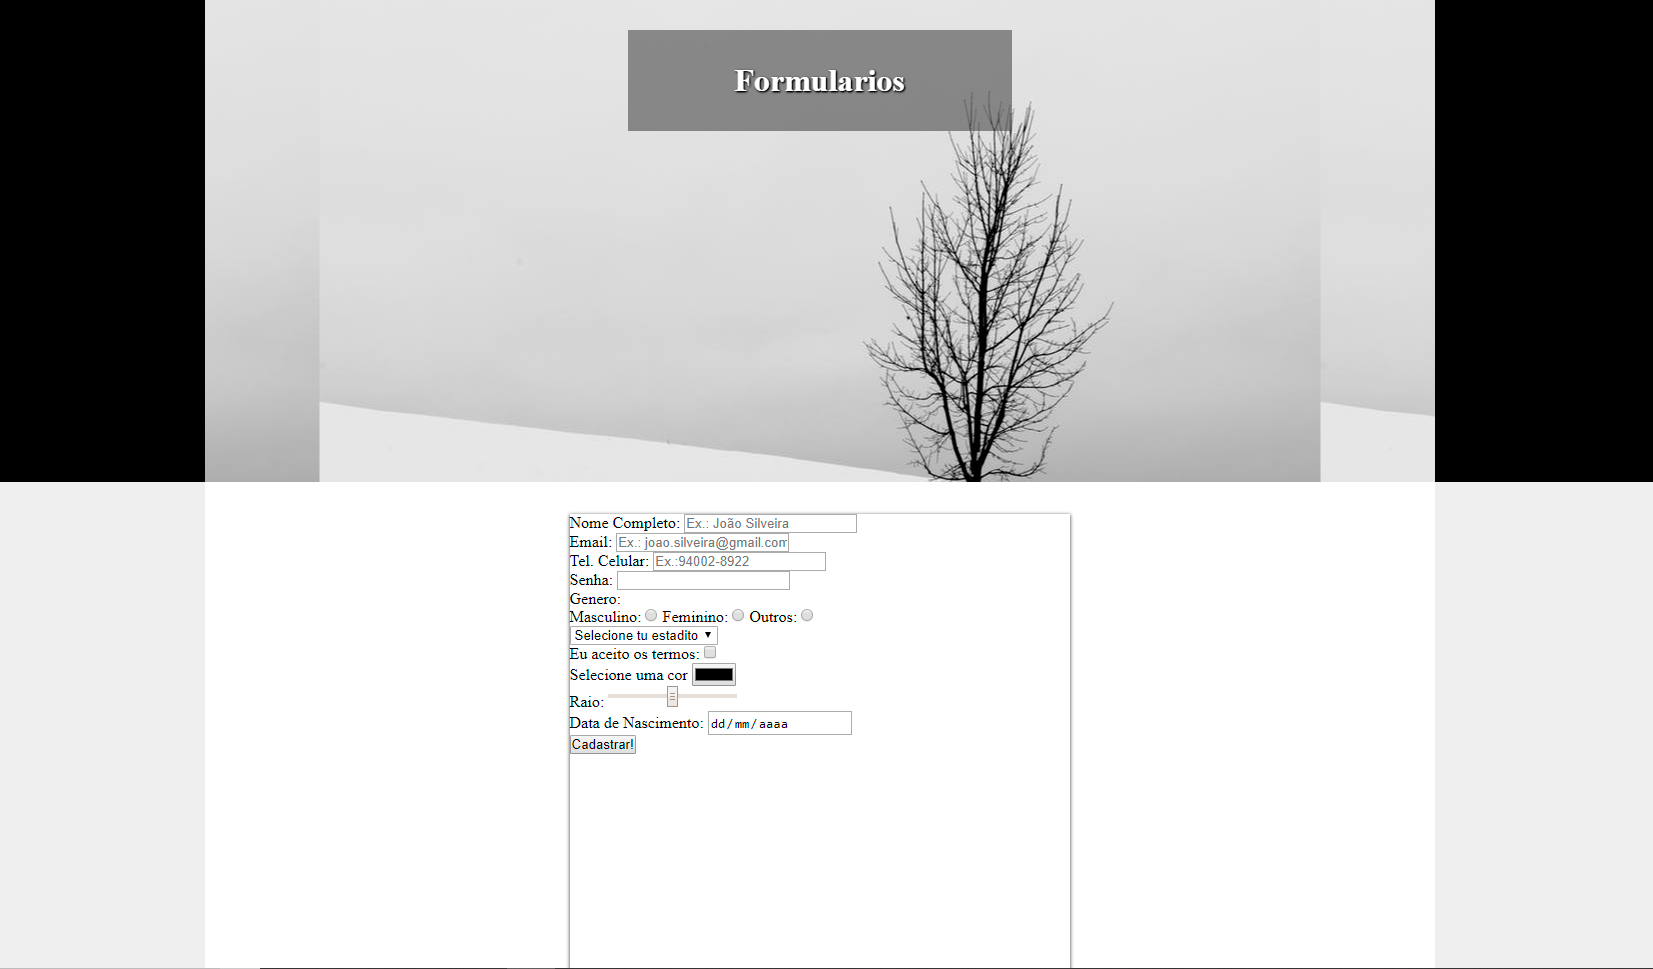 Formularios
Nome Completo: Ex.: João Silveira
Email: Ex.: joao.silveira@gmail.com
Tel. Celular: Ex.:94002-8922
Senha:
Genero:
Masculino: Feminino: Outros:
Selecione tu estadito
Eu aceito os termos:
Selecione uma cor
Raio:
Data de Nascimento: dd/mm/aaaa
Cadastrar!